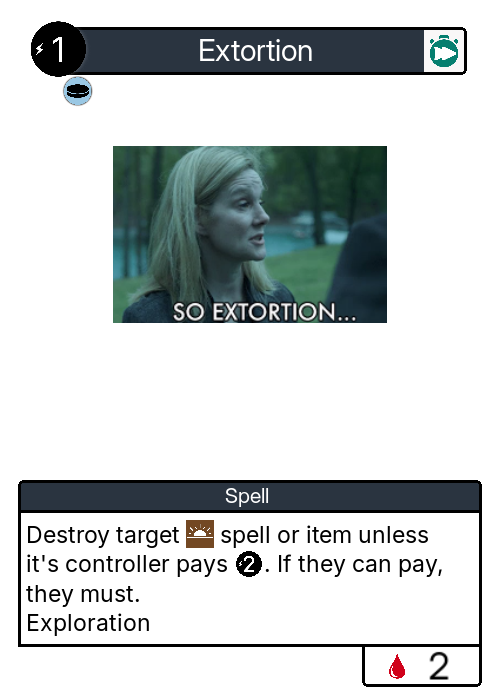 1 Extortion
SO EXTORTION...
Spell
Destroy target spell or item unless
it's controller pays 2. If they can pay,
they must.
Exploration
2